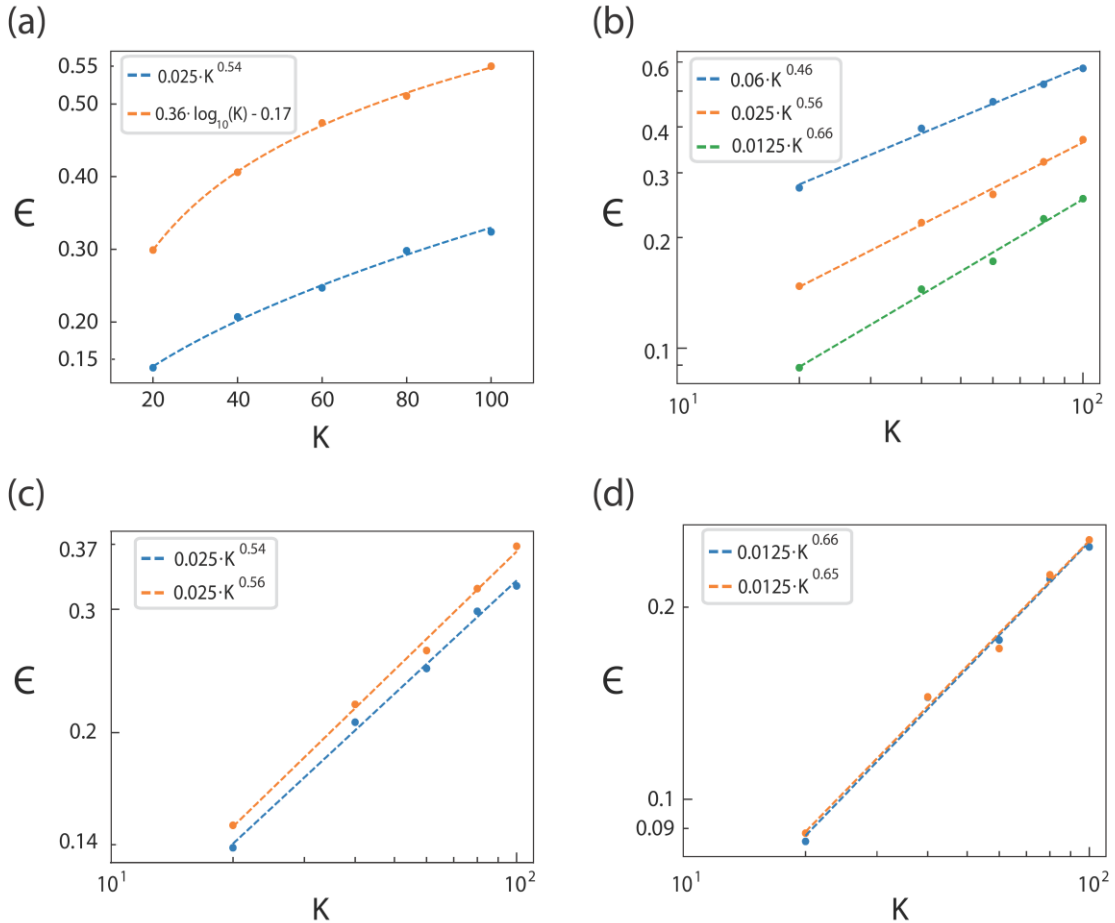 (a)
0.55
0.50
0.40
0.30
0.20
0.15
ϵ
0.025·K^0.54
0.36·log_10(K) - 0.17
20 40 60 80 100
K
(b)
0.6
0.4
0.3
0.2
0.1
ϵ
0.06·K^0.46
0.025·K^0.56
0.0125·K^0.66
10^1 10^2
K
(c)
0.37
0.3
0.2
0.14
ϵ
0.025·K^0.54
0.025·K^0.56
10^1 10^2
K
(d)
0.2
0.1
0.09
ϵ
0.0125·K^0.66
0.0125·K^0.65
10^1 10^2
K